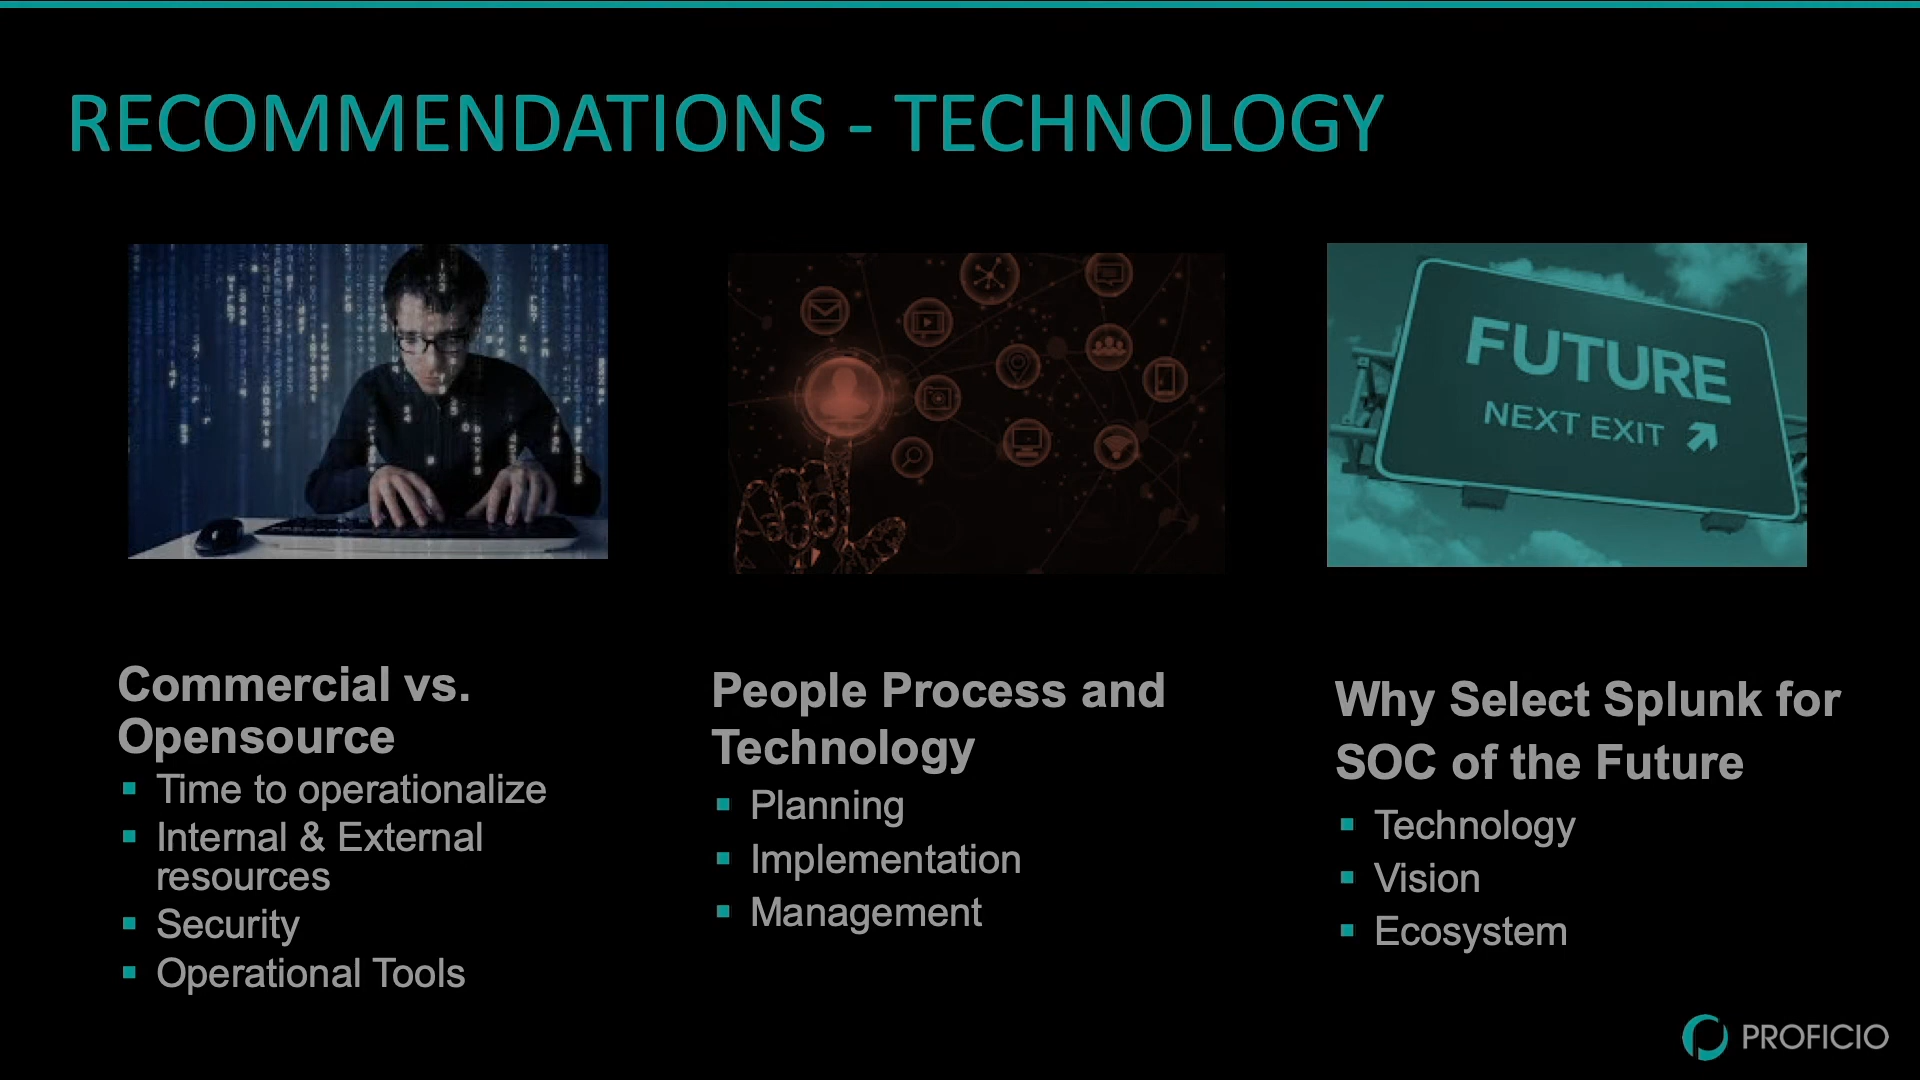 RECOMMENDATIONS - TECHNOLOGY
FUTURE
NEXT EXIT
Commercial vs.
Opensource
Time to operationalize
Internal & External
resources
Security
Operational Tools
People Process and
Technology
Planning
Implementation
Management
Why Select Splunk for
SOC of the Future
Technology
Vision
Ecosystem
PROFICIO